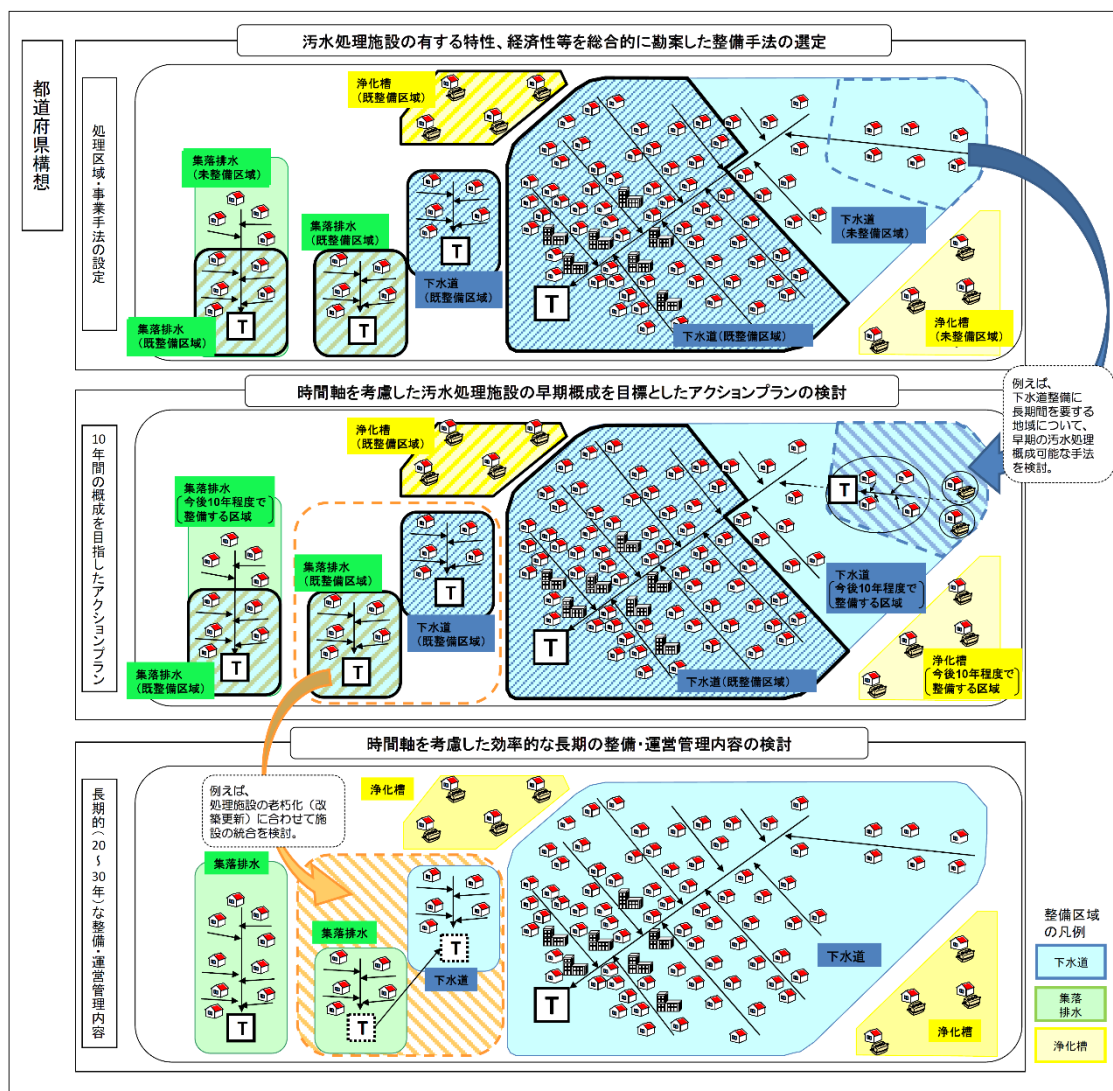 都道府県構想
汚水処理施設の有する特性、経済性等を総合的に勘案した整備手法の選定
処理区域・事業手法の設定
浄化槽
(既整備区域)
集落排水
(未整備区域)
集落排水
(既整備区域)
集落排水
(既整備区域)
下水道
(既整備区域)
下水道
(未整備区域)
下水道(既整備区域)
浄化槽
(未整備区域)
T
T
T
T
時間軸を考慮した汚水処理施設の早期概成を目標としたアクションプランの検討
10年間の概成を目指したアクションプラン
例えば、
下水道整備に
長期間を要する
地域について、
早期の汚水処理
概成可能な手法
を検討。
浄化槽
(既整備区域)
集落排水
今後10年程度で
整備する区域
集落排水
(既整備区域)
集落排水
(既整備区域)
下水道
(既整備区域)
下水道
今後10年程度で
整備する区域
下水道(既整備区域)
浄化槽
今後10年程度で
整備する区域
T
T
T
T
T
時間軸を考慮した効率的な長期の整備・運営管理内容の検討
長期的(20～30年)な整備・運営管理内容
例えば、
処理施設の老朽化(改
築更新)に合わせて施
設の統合を検討。
浄化槽
集落排水
集落排水
下水道
下水道
浄化槽
T
T
T
T
整備区域
の凡例
下水道
集落
排水
浄化槽